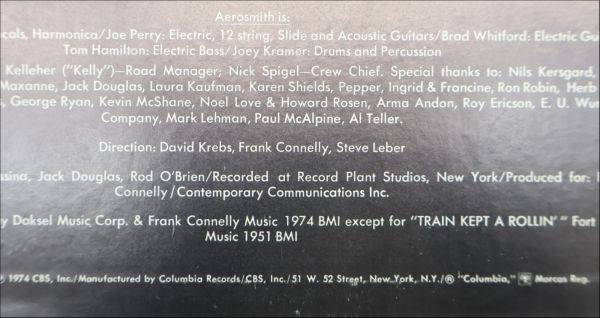 Aerosmith is:
cals, Harmonica/Joe Perry: Electric, 12 string, Slide and Acoustic Guitars/Brad Whitford: Electric Gu
Tom Hamilton: Electric Bass/Joey Kramer: Drums and Percussion
Kelleher ("Kelly")—Road Manager; Nick Spigel—Crew Chief. Special thanks to: Nils Kersgard,
Maxanne, Jack Douglas, Laura Kaufman, Karen Shields, Pepper, Ingrid & Francine, Ron Robin, Herb
s, George Ryan, Kevin McShane, Noel Love & Howard Rosen, Arma Andon, Roy Ericson, E. U. Wur
Company, Mark Lehman, Paul McAlpine, Al Teller.
Direction: David Krebs, Frank Connelly, Steve Leber
ssina, Jack Douglas, Rod O'Brien/Recorded at Record Plant Studios, New York/Produced for:
Connelly/Contemporary Communications Inc.
y Daksel Music Corp. & Frank Connelly Music 1974 BMI except for "TRAIN KEPT A ROLLIN'" Fort
Music 1951 BMI
℗ 1974 CBS, Inc./Manufactured by Columbia Records/CBS, Inc./51 W. 52 Street, New York, N.Y./® "Columbia," Marcas Reg.